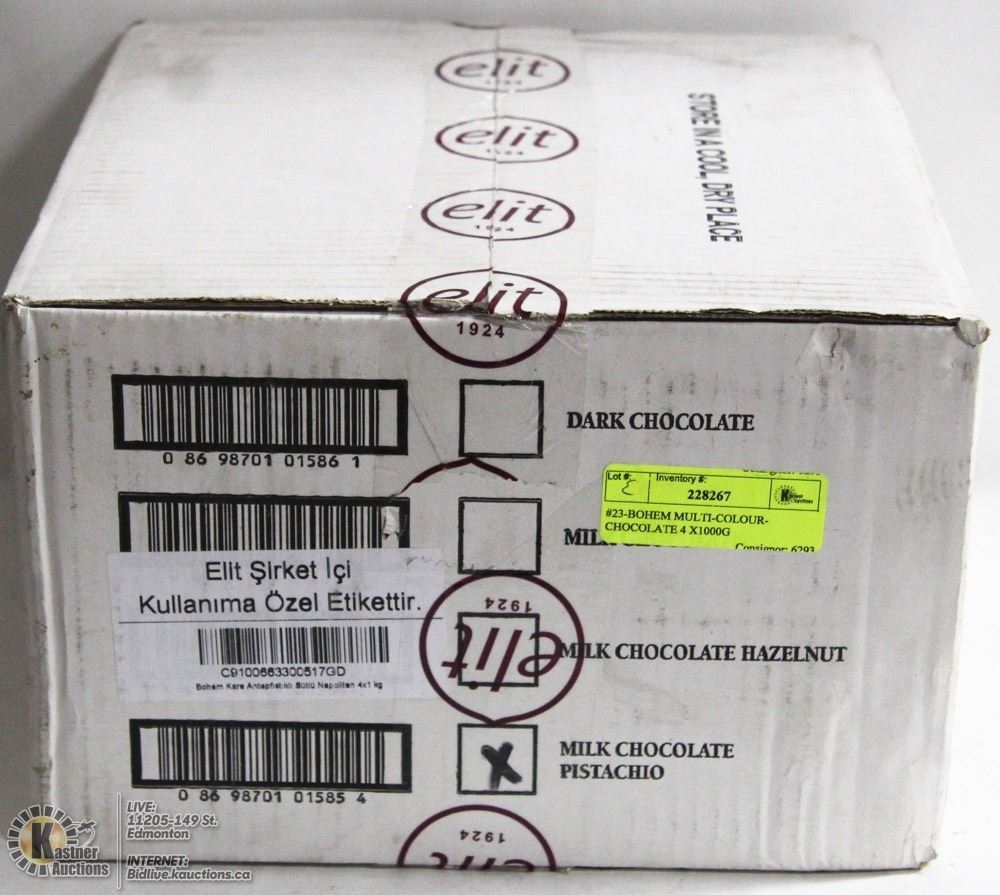 elit
1924
elit
1924
elit
1924
elit
1924
STORE IN A COOL, DRY PLACE
0 86 98701 01586 1
DARK CHOCOLATE
Lot #:
Inventory #:
228267
Kastner Auctions
#23-BOHEM MULTI-COLOUR-
CHOCOLATE 4 X1000G
Consignor: 6293
Elit Şirket İçi
Kullanıma Özel Etikettir.
C9100663300517GD
Bohem Kare Antepfıstıklı Sütlü Napoliten 4x1 kg
1924
elit
MILK CHOCOLATE HAZELNUT
X
MILK CHOCOLATE
PISTACHIO
0 86 98701 01585 4
1924
Kastner
Auctions
LIVE:
11205-149 St.
Edmonton
INTERNET:
Bidlive.kauctions.ca